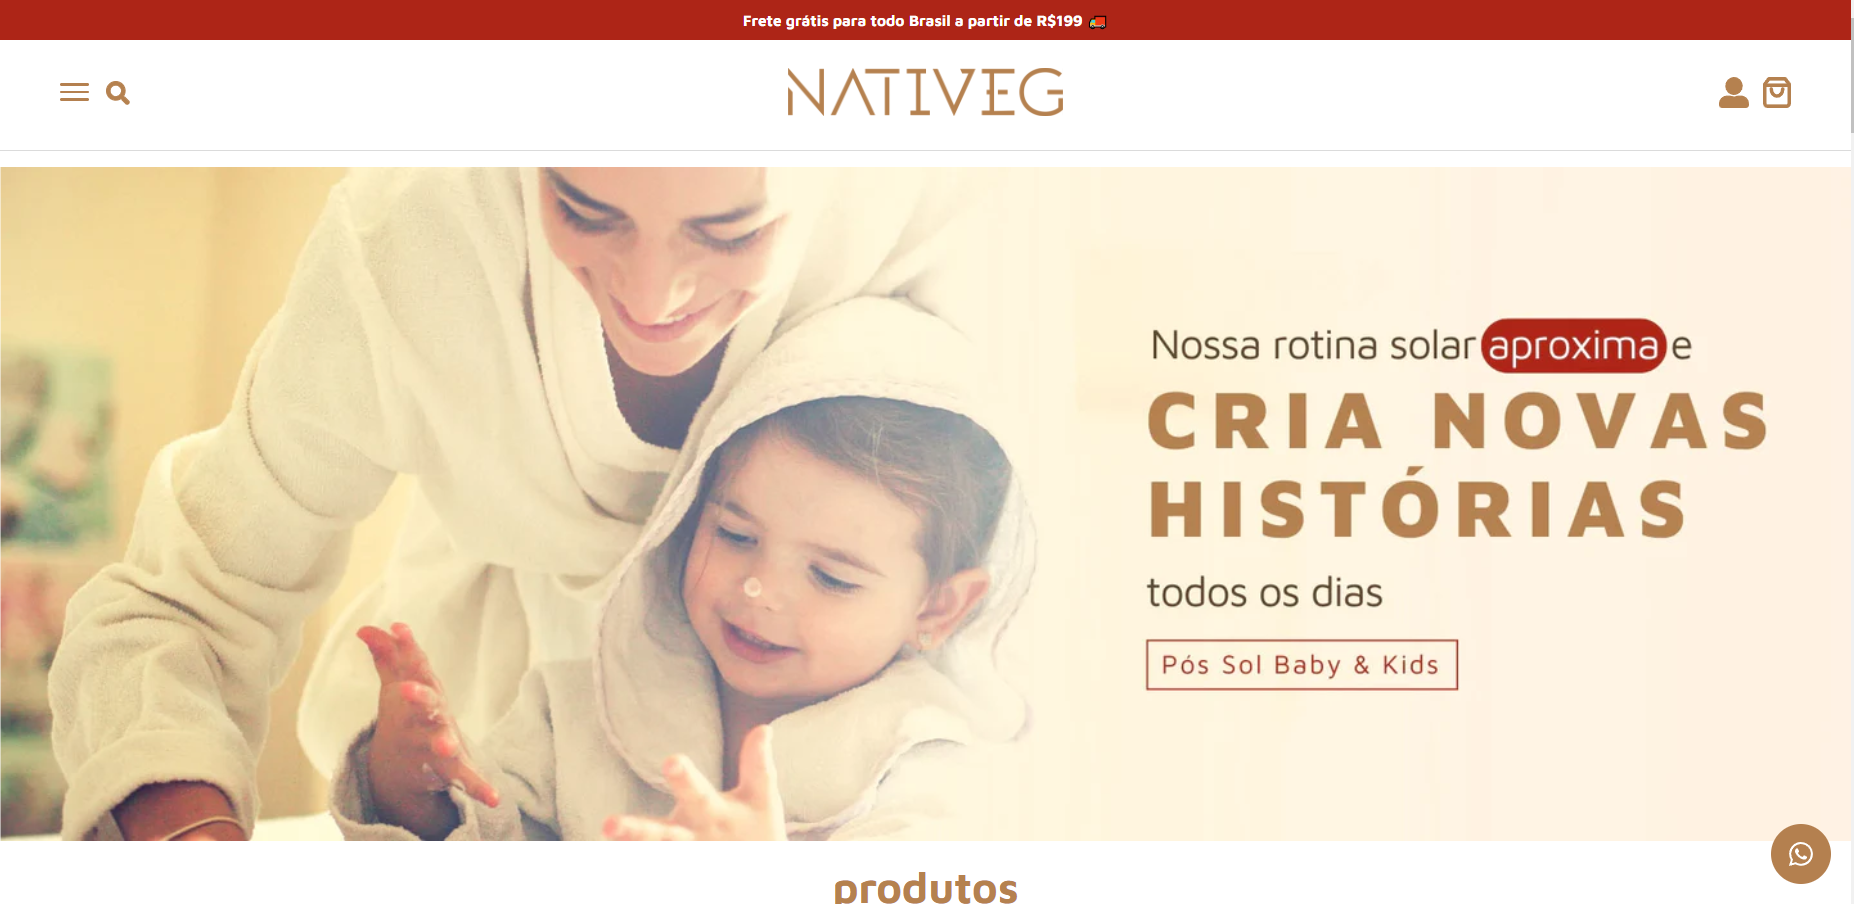 Frete grátis para todo Brasil a partir de R$199 🚚
NATIVEG
Nossa rotina solar aproxima e
CRIA NOVAS
HISTÓRIAS
todos os dias
Pós Sol Baby & Kids
produtos